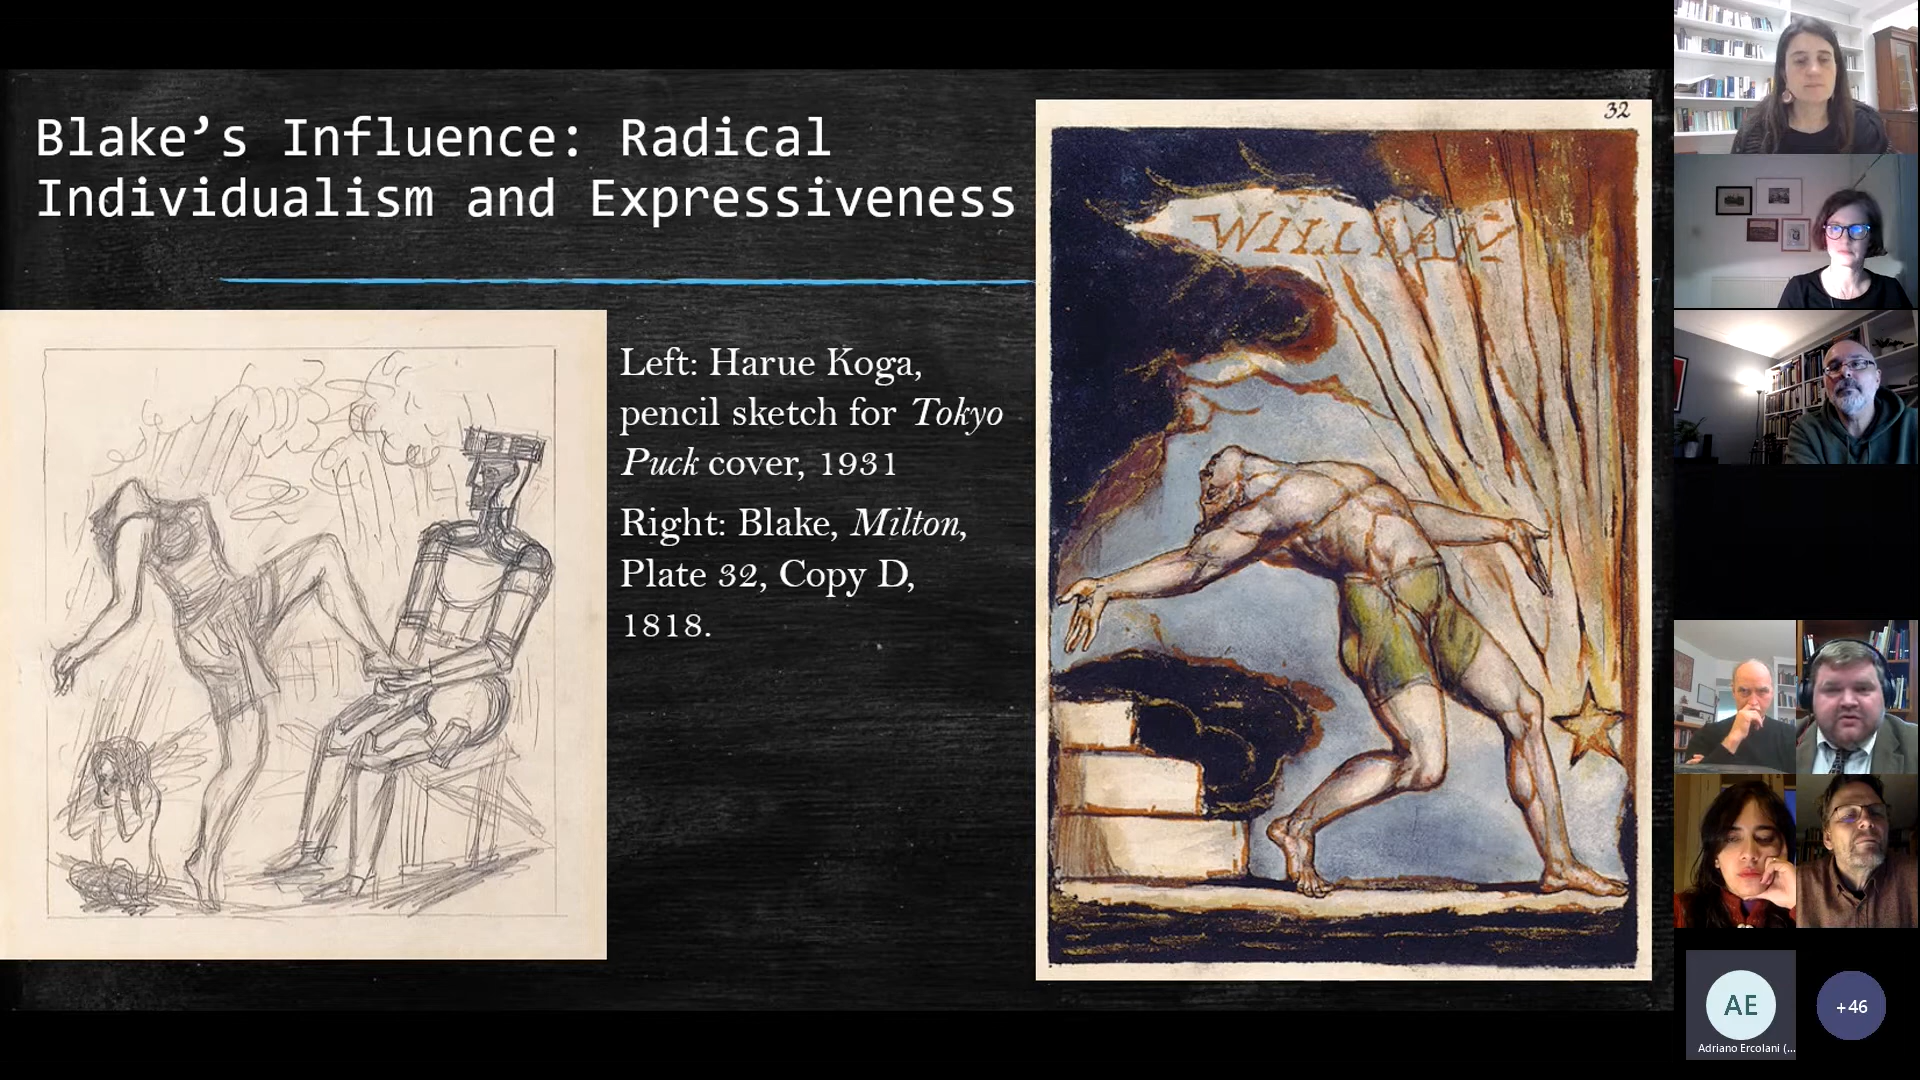 Blake’s Influence: Radical
Individualism and Expressiveness
Left: Harue Koga,
pencil sketch for Tokyo
Puck cover, 1931
Right: Blake, Milton,
Plate 32, Copy D,
1818.
32
WILLIAM
AE
Adriano Ercolani (...
+46